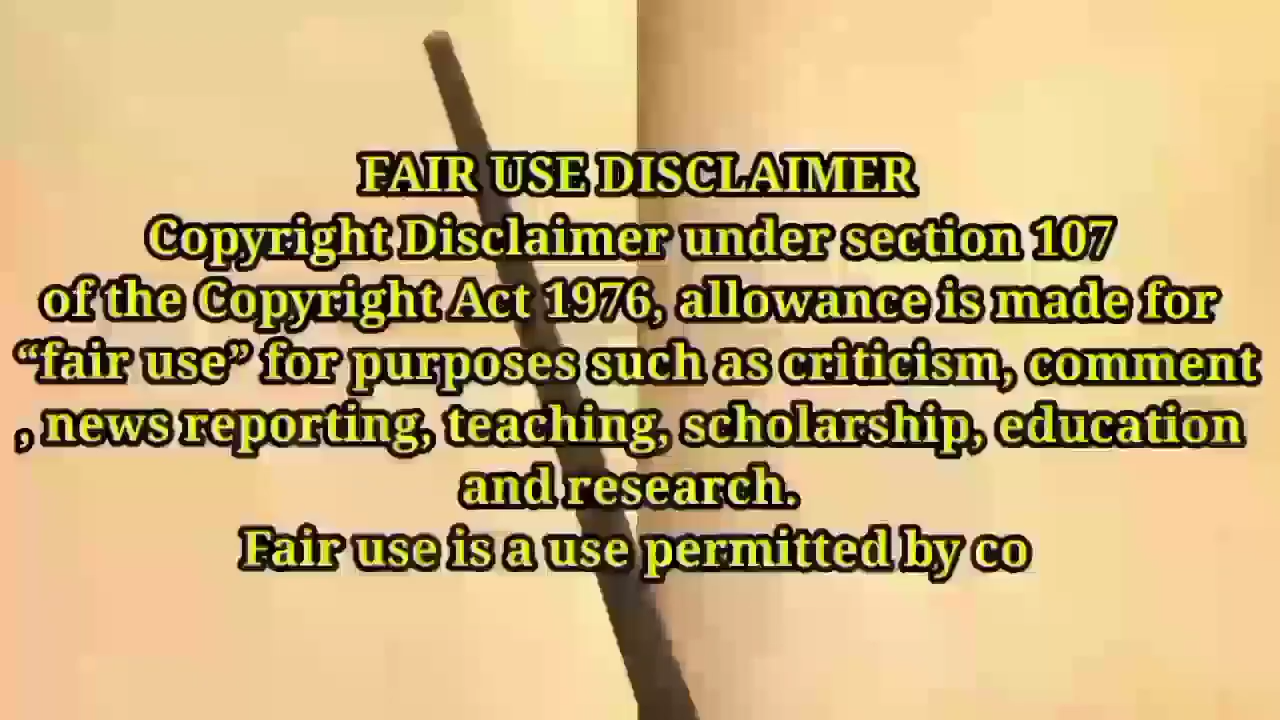 FAIR USE DISCLAIMER
Copyright Disclaimer under section 107
of the Copyright Act 1976, allowance is made for
“fair use” for purposes such as criticism, comment
, news reporting, teaching, scholarship, education
and research.
Fair use is a use permitted by co